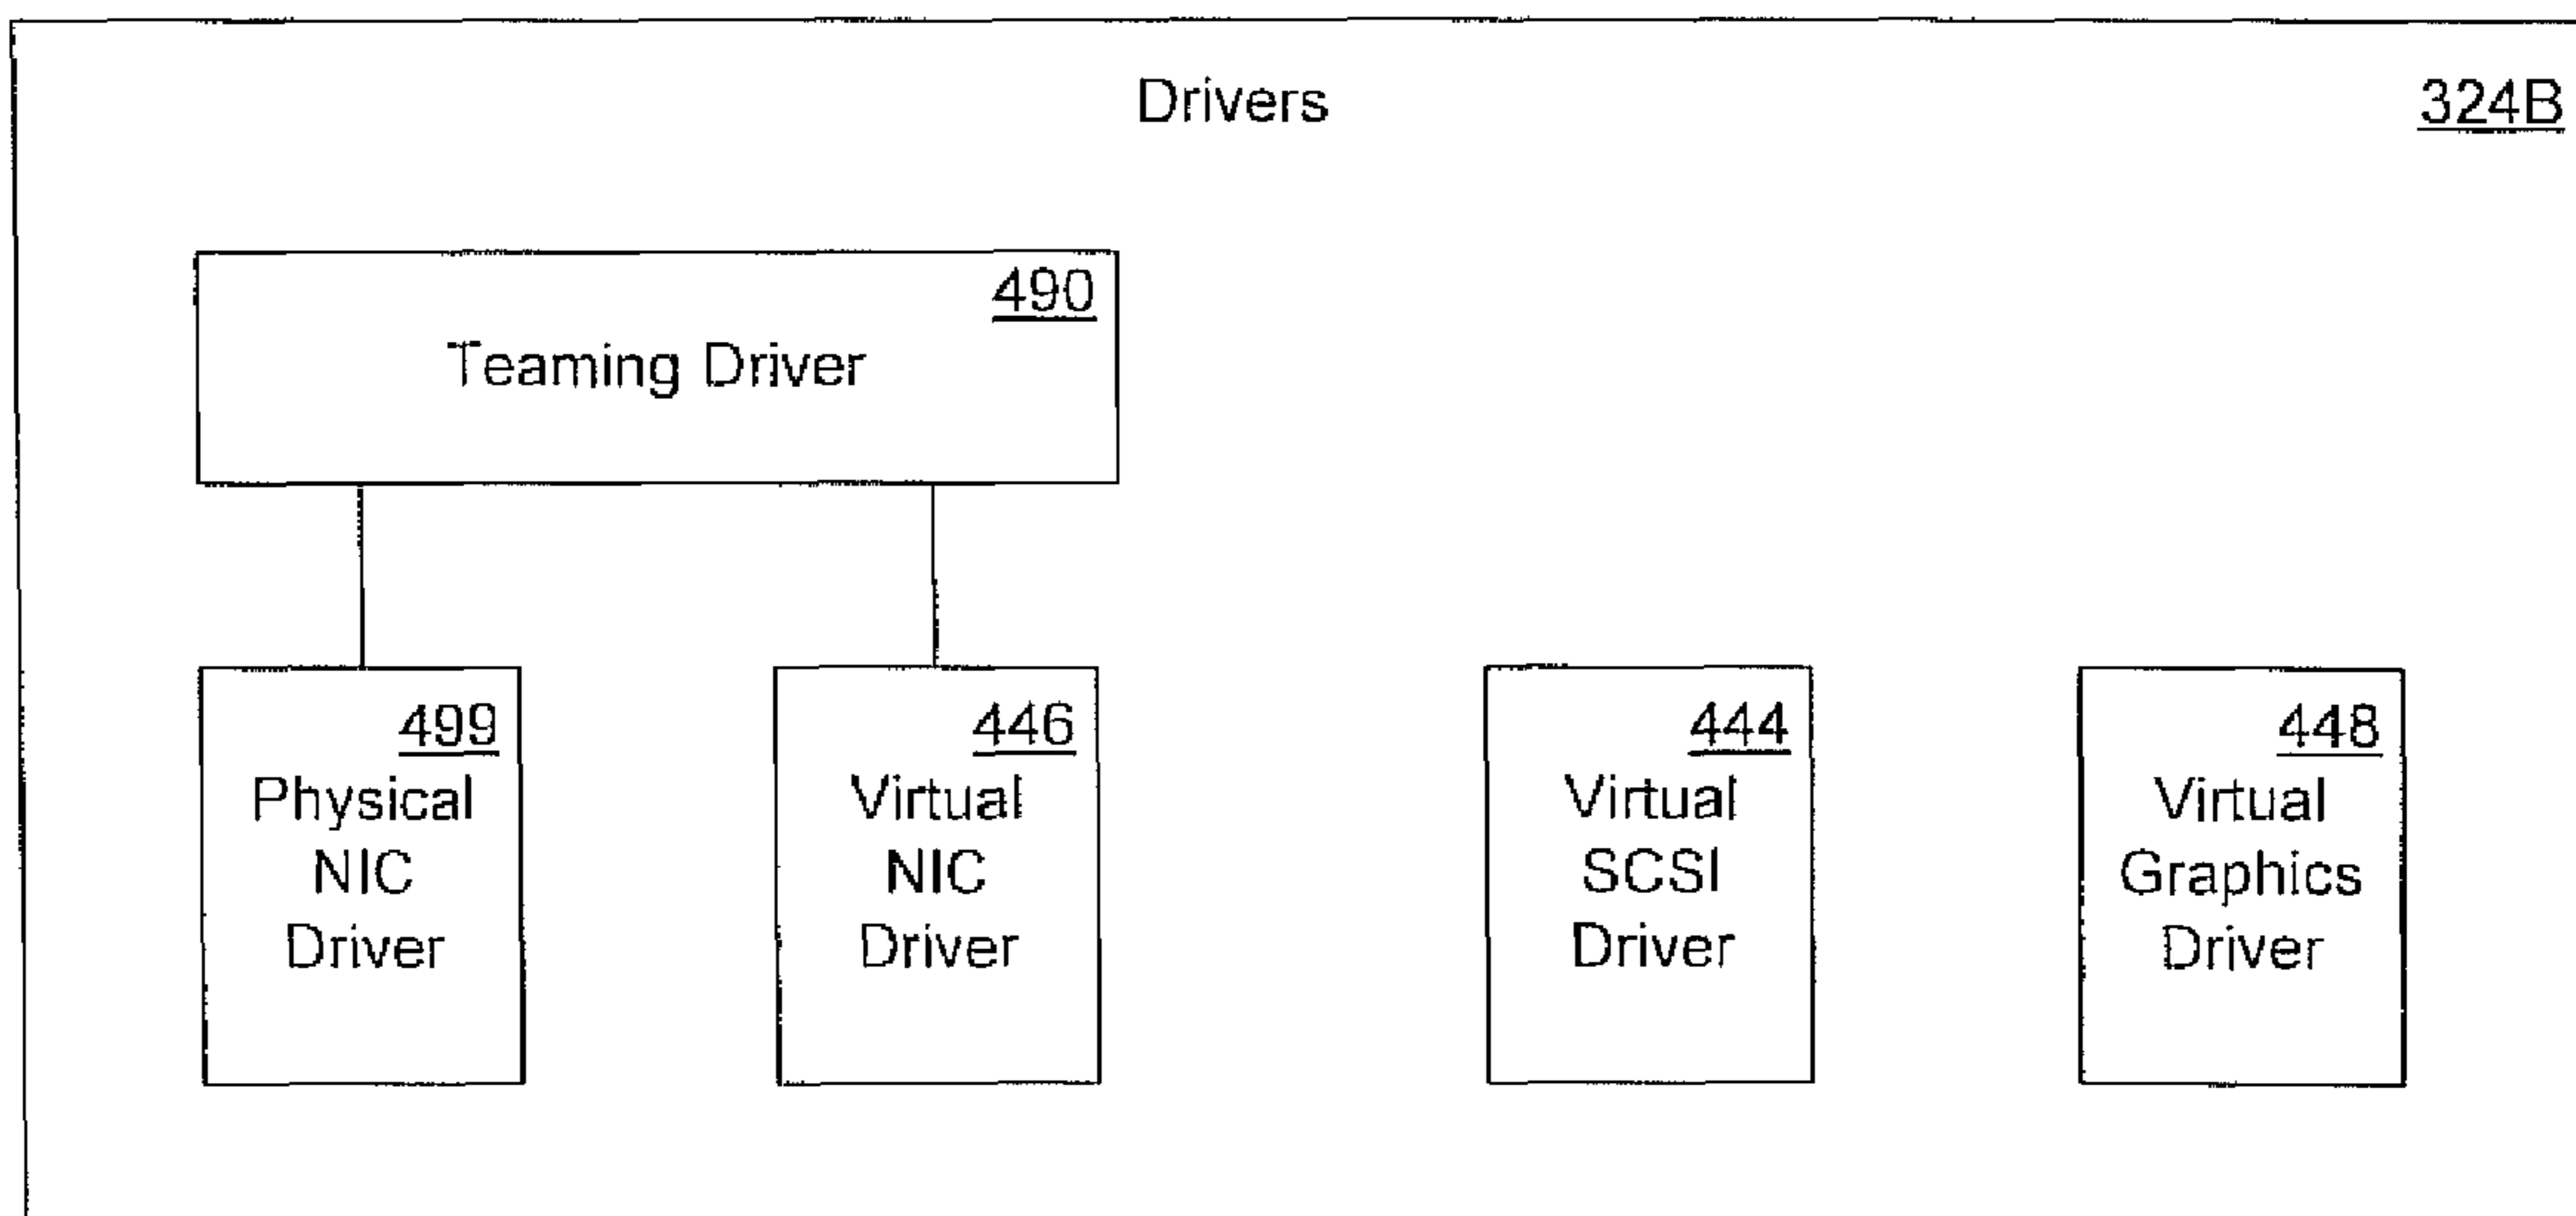 Drivers
324B
490
Teaming Driver
499
Physical
NIC
Driver
446
Virtual
NIC
Driver
444
Virtual
SCSI
Driver
448
Virtual
Graphics
Driver